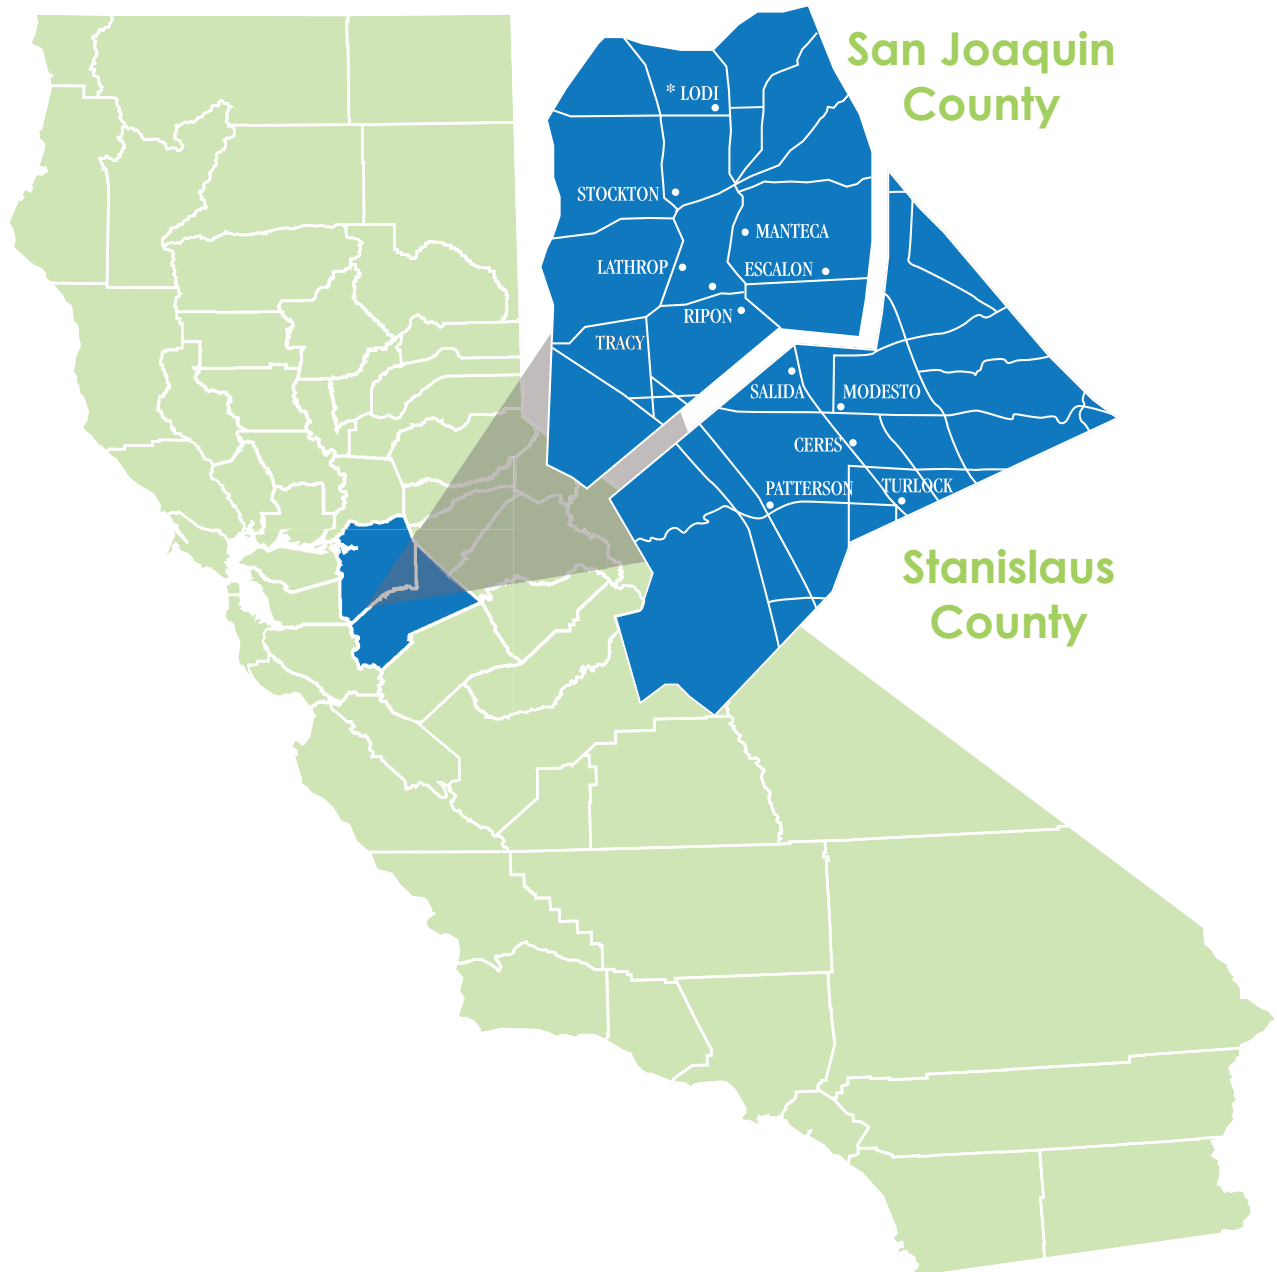 San Joaquin
County
* LODI
STOCKTON
MANTECA
LATHROP
ESCALON
RIPON
TRACY
SALIDA
MODESTO
CERES
PATTERSON
TURLOCK
Stanislaus
County